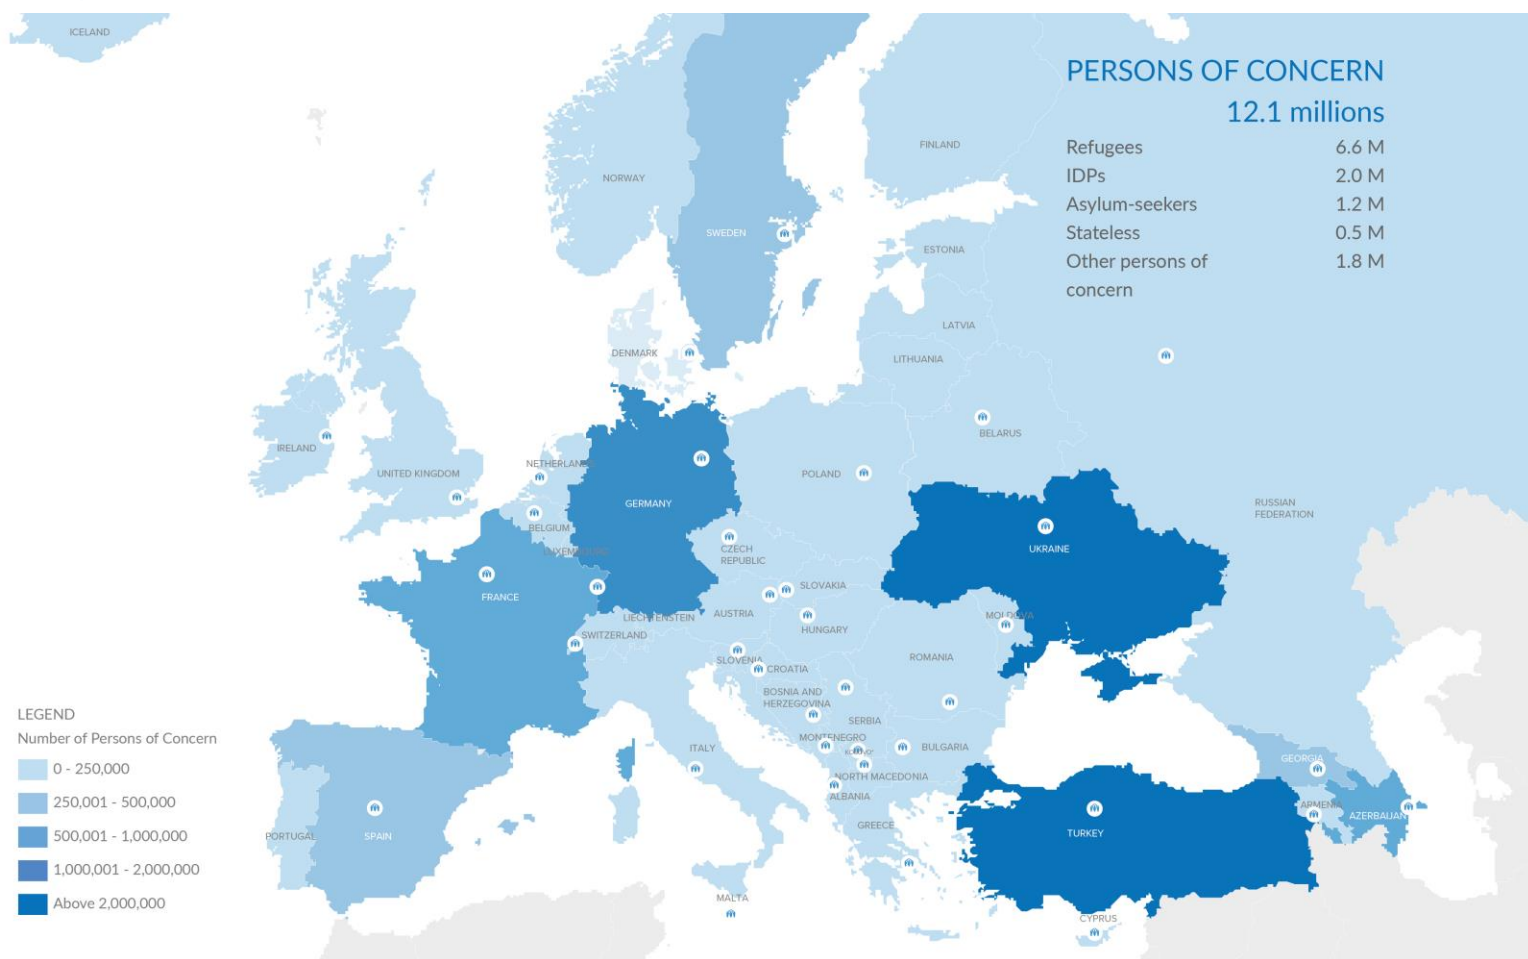 ICELAND
PERSONS OF CONCERN
12.1 millions
Refugees 6.6 M
IDPs 2.0 M
Asylum-seekers 1.2 M
Stateless 0.5 M
Other persons of 1.8 M
concern
FINLAND
NORWAY
SWEDEN
ESTONIA
LATVIA
DENMARK
LITHUANIA
BELARUS
IRELAND
UNITED KINGDOM
NETHERLANDS
POLAND
GERMANY
RUSSIAN
FEDERATION
BELGIUM
LUXEMBOURG
CZECH
REPUBLIC
UKRAINE
FRANCE
SLOVAKIA
LIECHTENSTEIN
AUSTRIA
MOLDOVA
HUNGARY
SWITZERLAND
SLOVENIA
CROATIA
ROMANIA
BOSNIA AND
HERZEGOVINA
SERBIA
MONTENEGRO
ITALY
BULGARIA
GEORGIA
NORTH MACEDONIA
ALBANIA
ARMENIA
AZERBAIJAN
GREECE
TURKEY
PORTUGAL
SPAIN
MALTA
CYPRUS
LEGEND
Number of Persons of Concern
0 - 250,000
250,001 - 500,000
500,001 - 1,000,000
1,000,001 - 2,000,000
Above 2,000,000